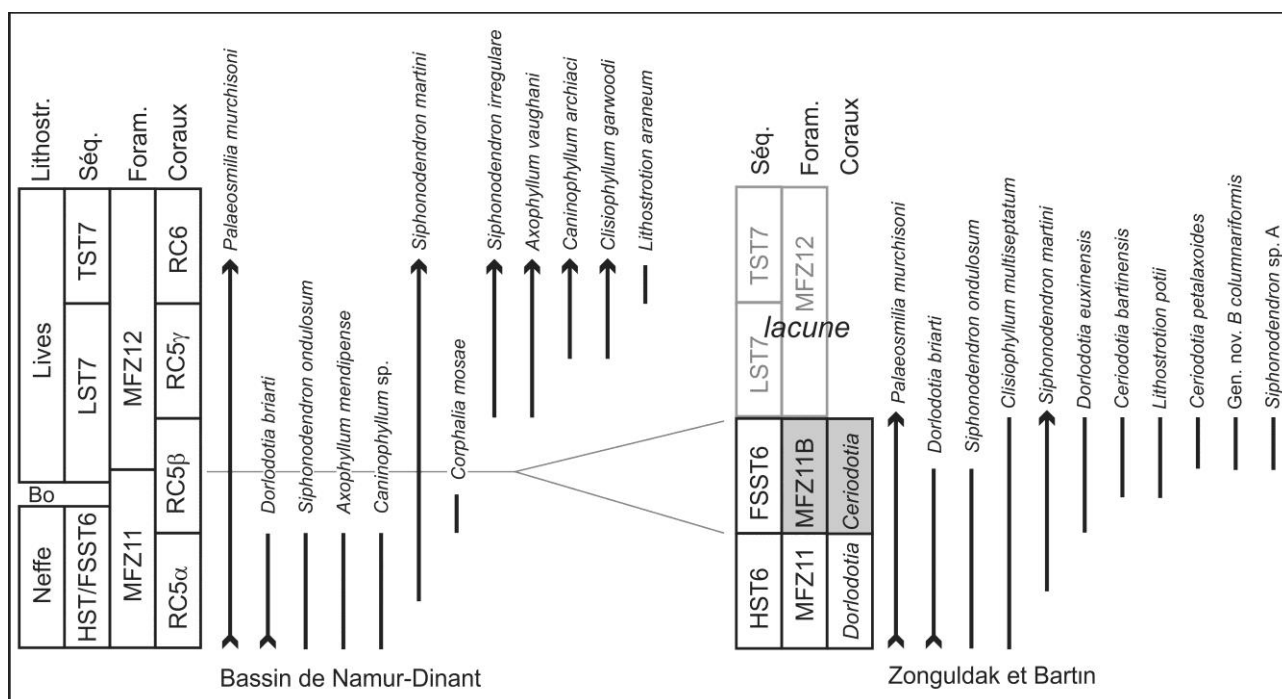 Lithostr.
Séq.
Foram.
Coraux
Lives
Bo
Neffe
TST7
LST7
HST/FSST6
MFZ12
MFZ11
RC6
RC5γ
RC5β
RC5α
Palaeosmilia murchisoni
Dorlodotia briarti
Siphonodendron ondulosum
Axophyllum mendipense
Caninophyllum sp.
Siphonodendron martini
Corphalia mosae
Siphonodendron irregulare
Axophyllum vaughani
Caninophyllum archiaci
Clisiophyllum garwoodi
Lithostrotion araneum
Bassin de Namur-Dinant
Séq.
Foram.
Coraux
TST7
LST7
MFZ12
lacune
FSST6
MFZ11B
Ceriodotia
HST6
MFZ11
Dorlodotia
Palaeosmilia murchisoni
Dorlodotia briarti
Siphonodendron ondulosum
Clisiophyllum multiseptatum
Siphonodendron martini
Dorlodotia euxinensis
Ceriodotia bartinensis
Lithostrotion potii
Ceriodotia petalaxoides
Gen. nov. B columnariformis
Siphonodendron sp. A
Zonguldak et Bartın